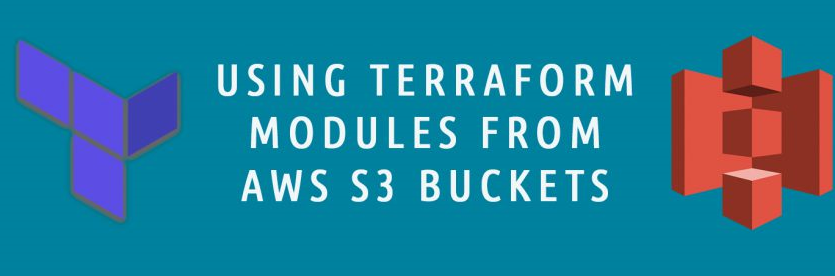 USING TERRAFORM
MODULES FROM
AWS S3 BUCKETS